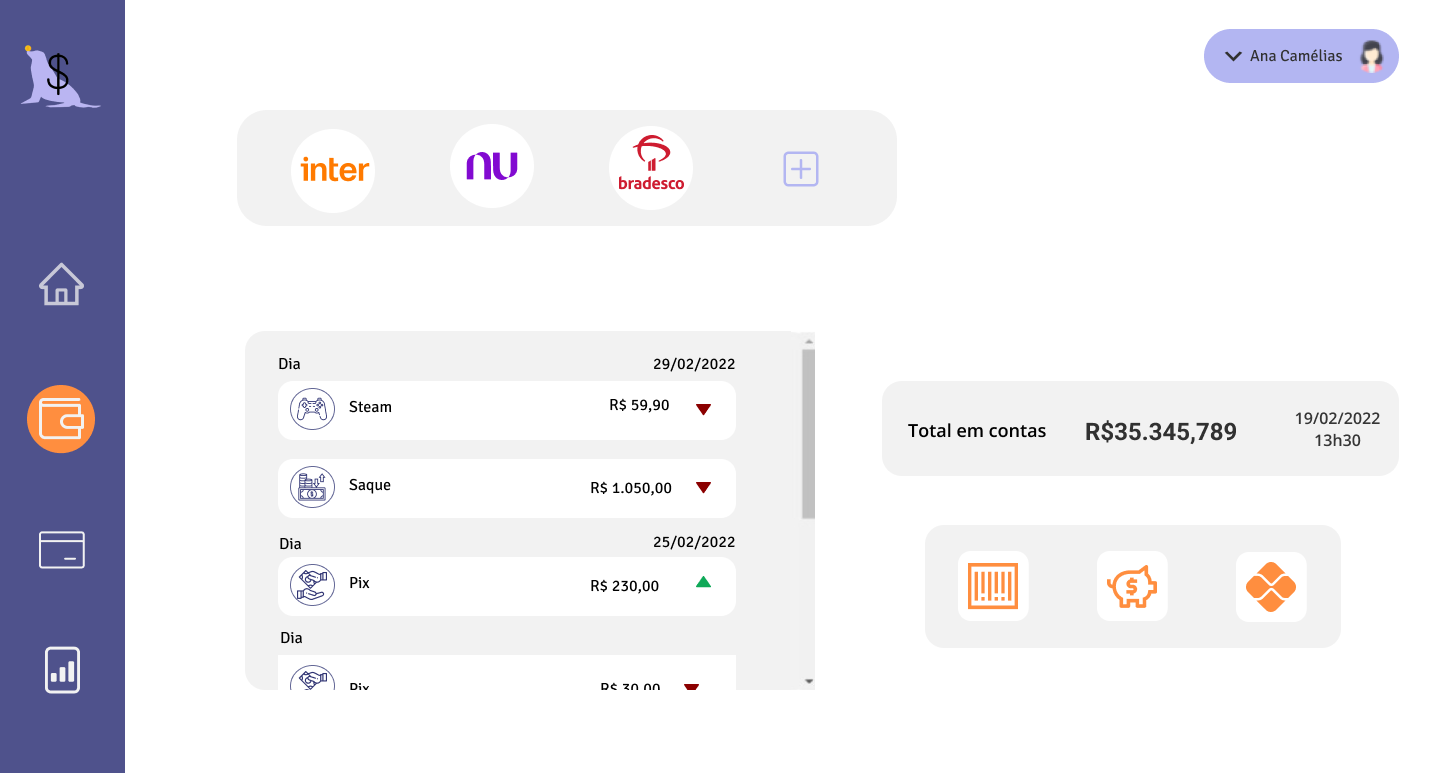 $
Ana Camélias
inter
nu
bradesco
Dia 29/02/2022
Steam R$ 59,90
Saque R$ 1.050,00
Dia 25/02/2022
Pix R$ 230,00
Dia
Pix R$ 30,00
Total em contas R$35.345,789
19/02/2022
13h30
$